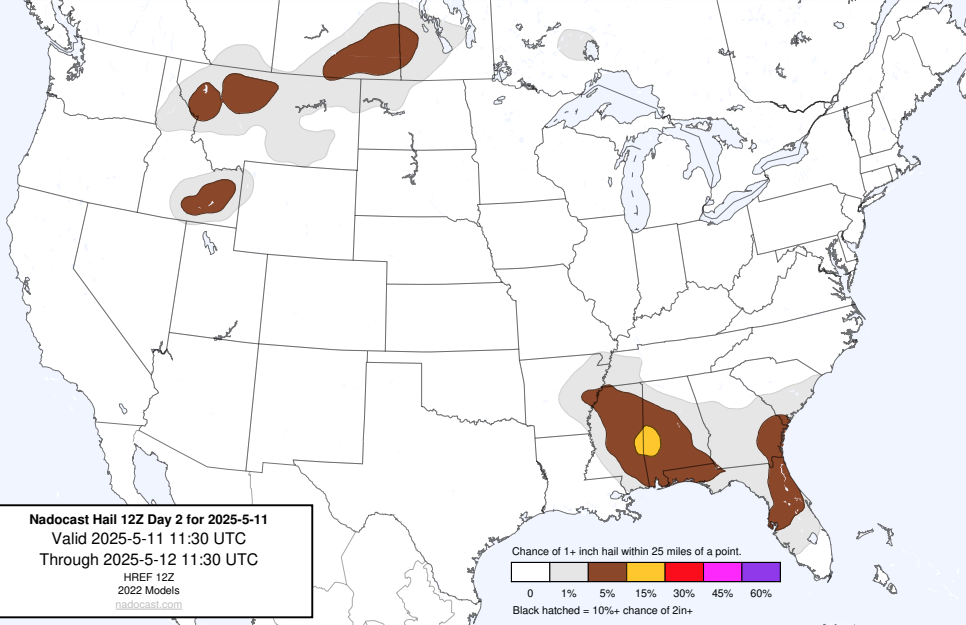 Nadocast Hail 12Z Day 2 for 2025-5-11
Valid 2025-5-11 11:30 UTC
Through 2025-5-12 11:30 UTC
HREF 12Z
2022 Models
nadocast.com
Chance of 1+ inch hail within 25 miles of a point.
0 1% 5% 15% 30% 45% 60%
Black hatched = 10%+ chance of 2in+